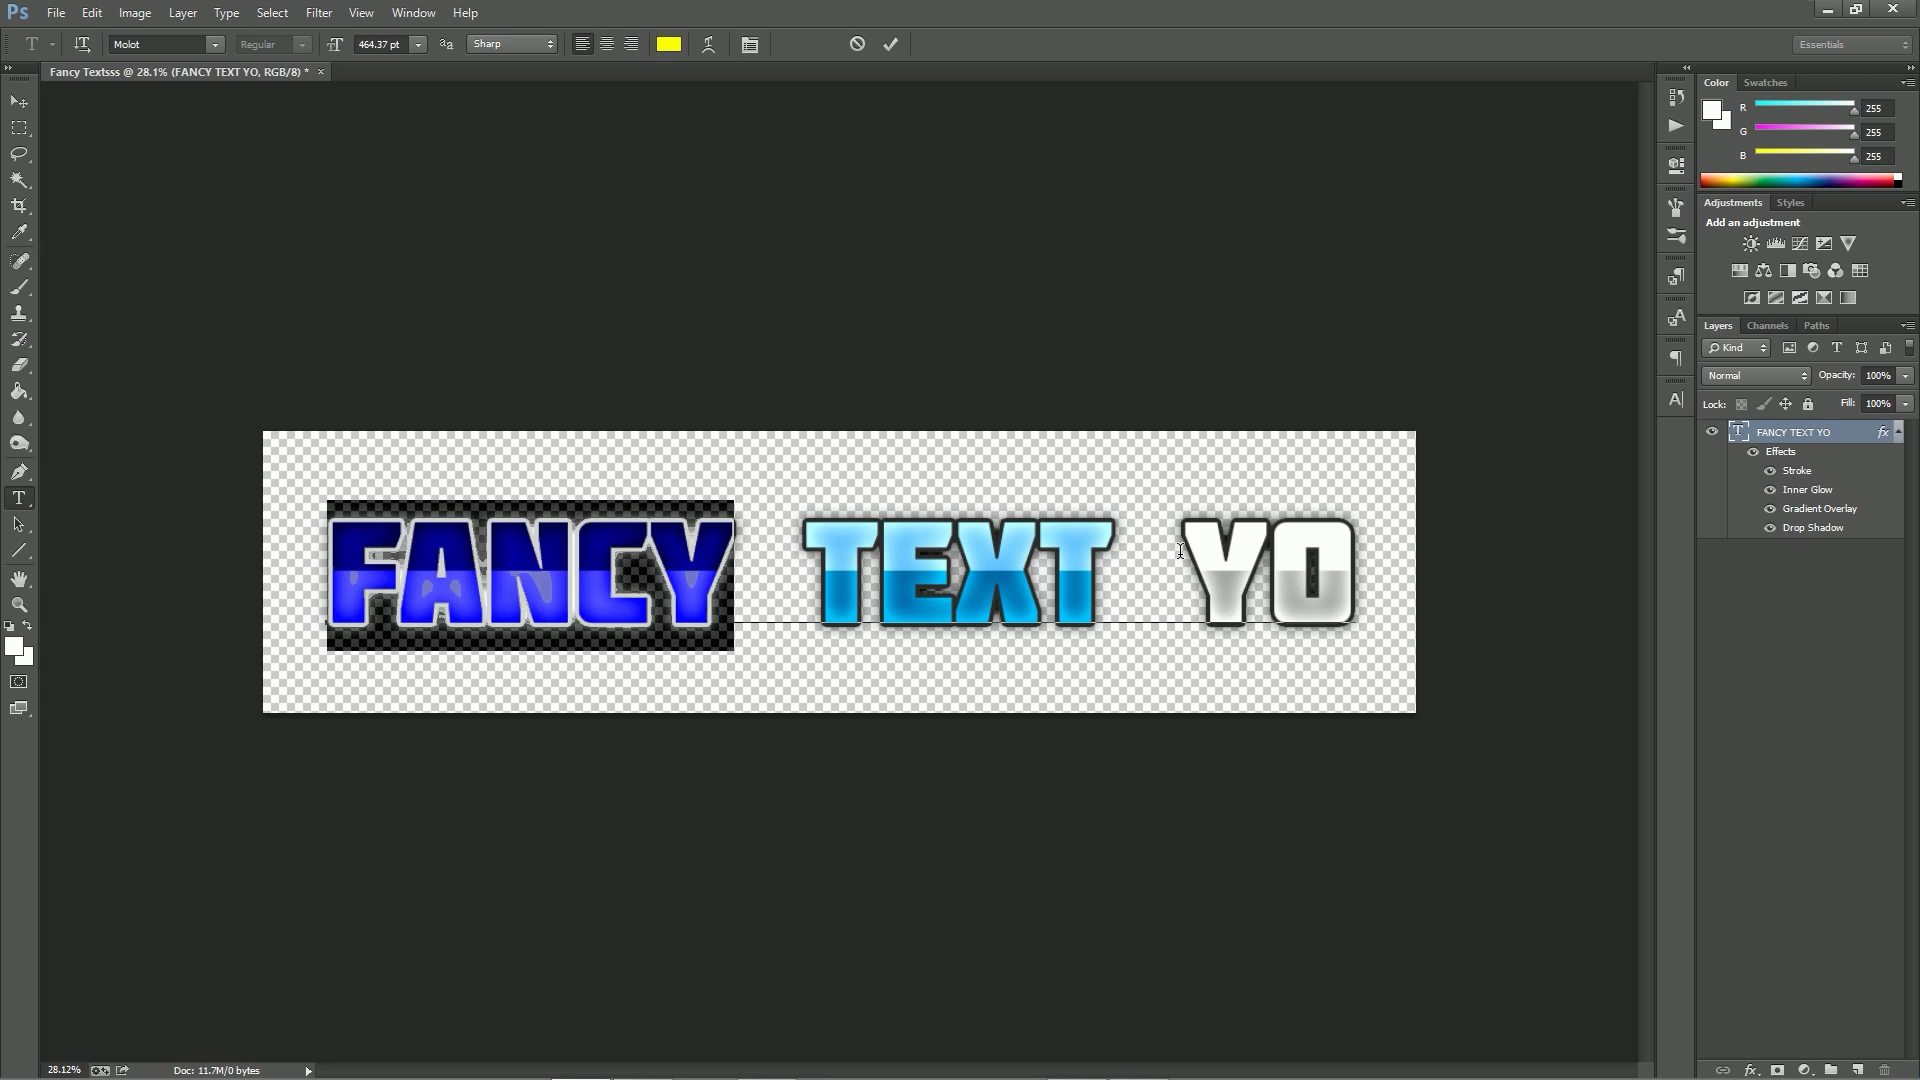 Ps File Edit Image Layer Type Select Filter View Window Help
T Molot Regular T 464.37 pt aa Sharp Essentials
Fancy Textsss @ 28.1% (FANCY TEXT YO, RGB/8) * ×
Color Swatches
R 255
G 255
B 255
Adjustments Styles
Add an adjustment
Layers Channels Paths
Kind
Normal Opacity: 100%
Lock: Fill: 100%
FANCY TEXT YO fx
Effects
Stroke
Inner Glow
Gradient Overlay
Drop Shadow
FANCY TEXT YO
28.12% Doc: 11.7M/0 bytes